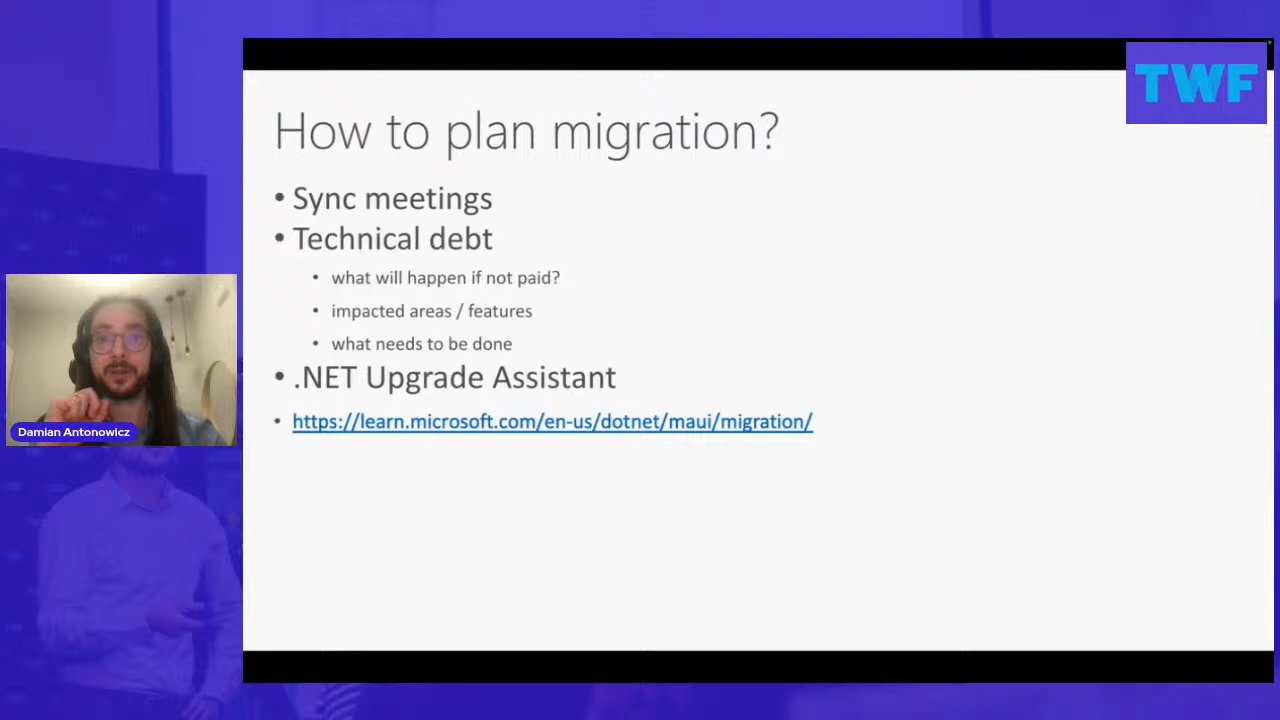 TWF
How to plan migration?
• Sync meetings
• Technical debt
• what will happen if not paid?
• impacted areas / features
• what needs to be done
• .NET Upgrade Assistant
• https://learn.microsoft.com/en-us/dotnet/maui/migration/
Damian Antonowicz